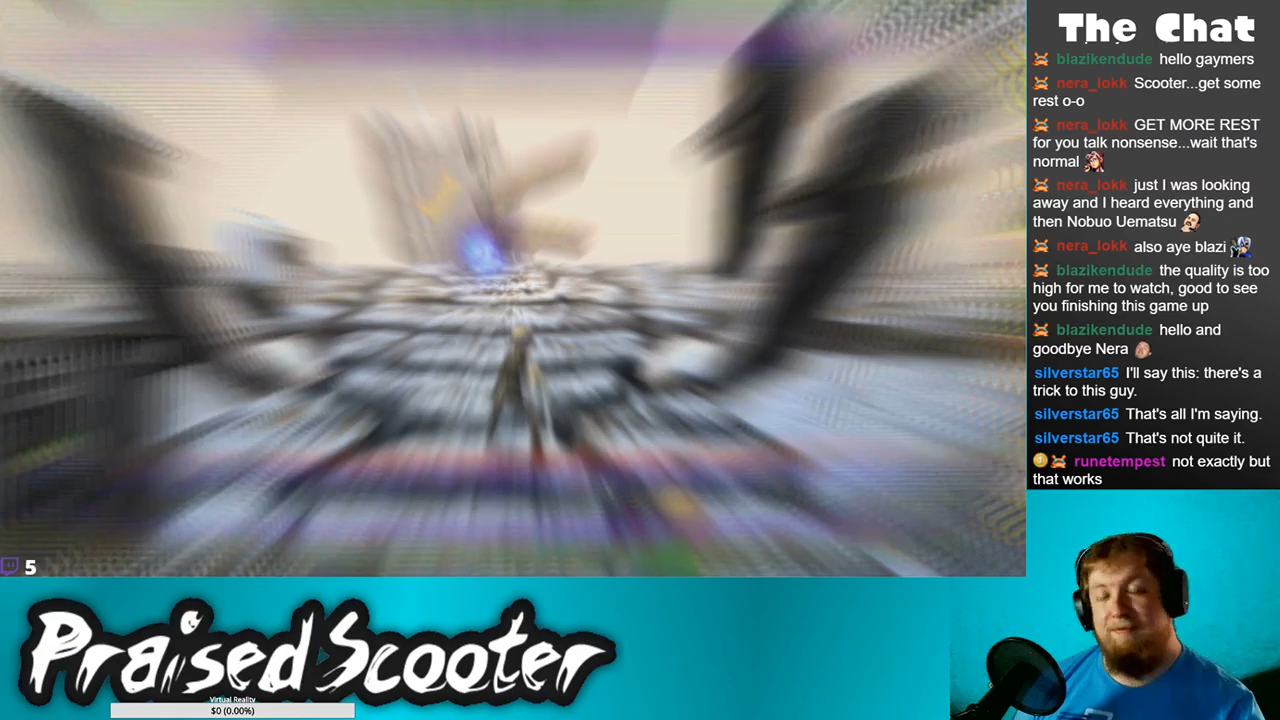 The Chat
blazikendude hello gaymers
nera_lokk Scooter...get some
rest o-o
nera_lokk GET MORE REST
for you talk nonsense...wait that's
normal
nera_lokk just I was looking
away and I heard everything and
then Nobuo Uematsu
nera_lokk also aye blazi
blazikendude the quality is too
high for me to watch, good to see
you finishing this game up
blazikendude hello and
goodbye Nera
silverstar65 I'll say this: there's a
trick to this guy.
silverstar65 That's all I'm saying.
silverstar65 That's not quite it.
runetempest not exactly but
that works
5
PraisedScooter
Virtual Reality
$0 (0.00%)